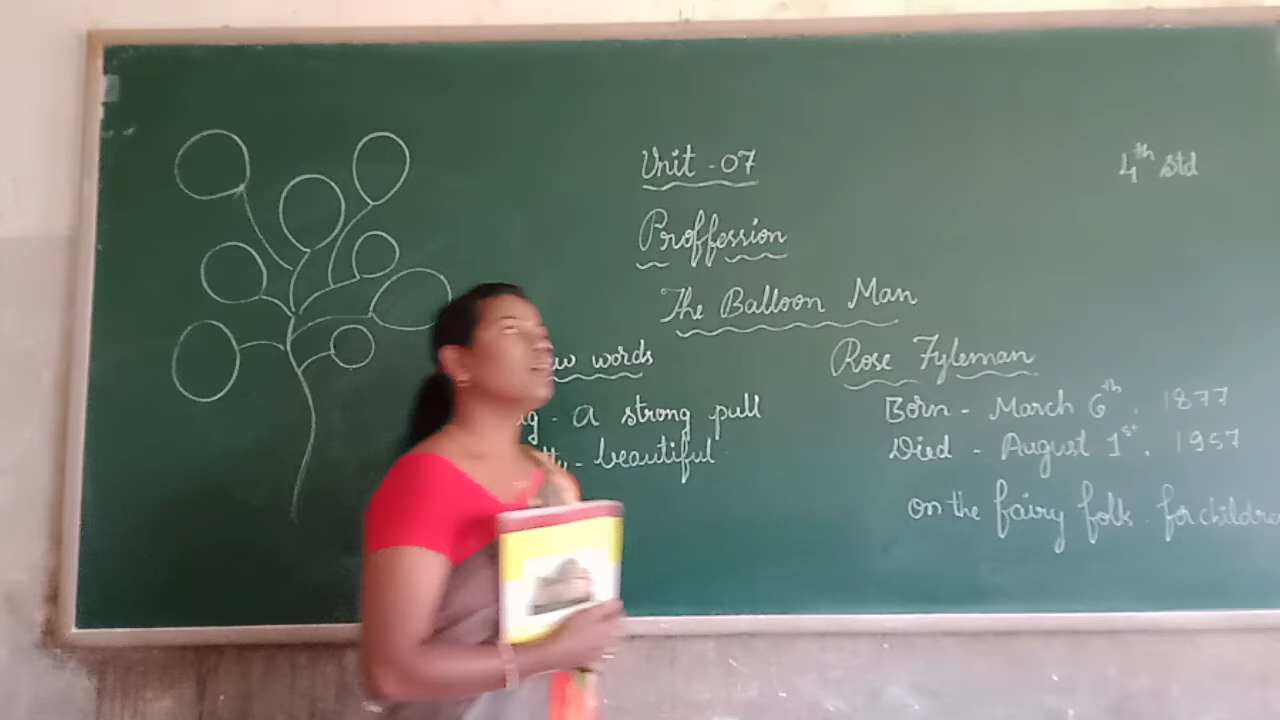 Unit - 07
4th Std
Proffession
The Balloon Man
words
Rose Fyleman
- a strong pull
- beautiful
Born - March 6th. 1877
Died - August 1st. 1957
on the fairy folk. for children